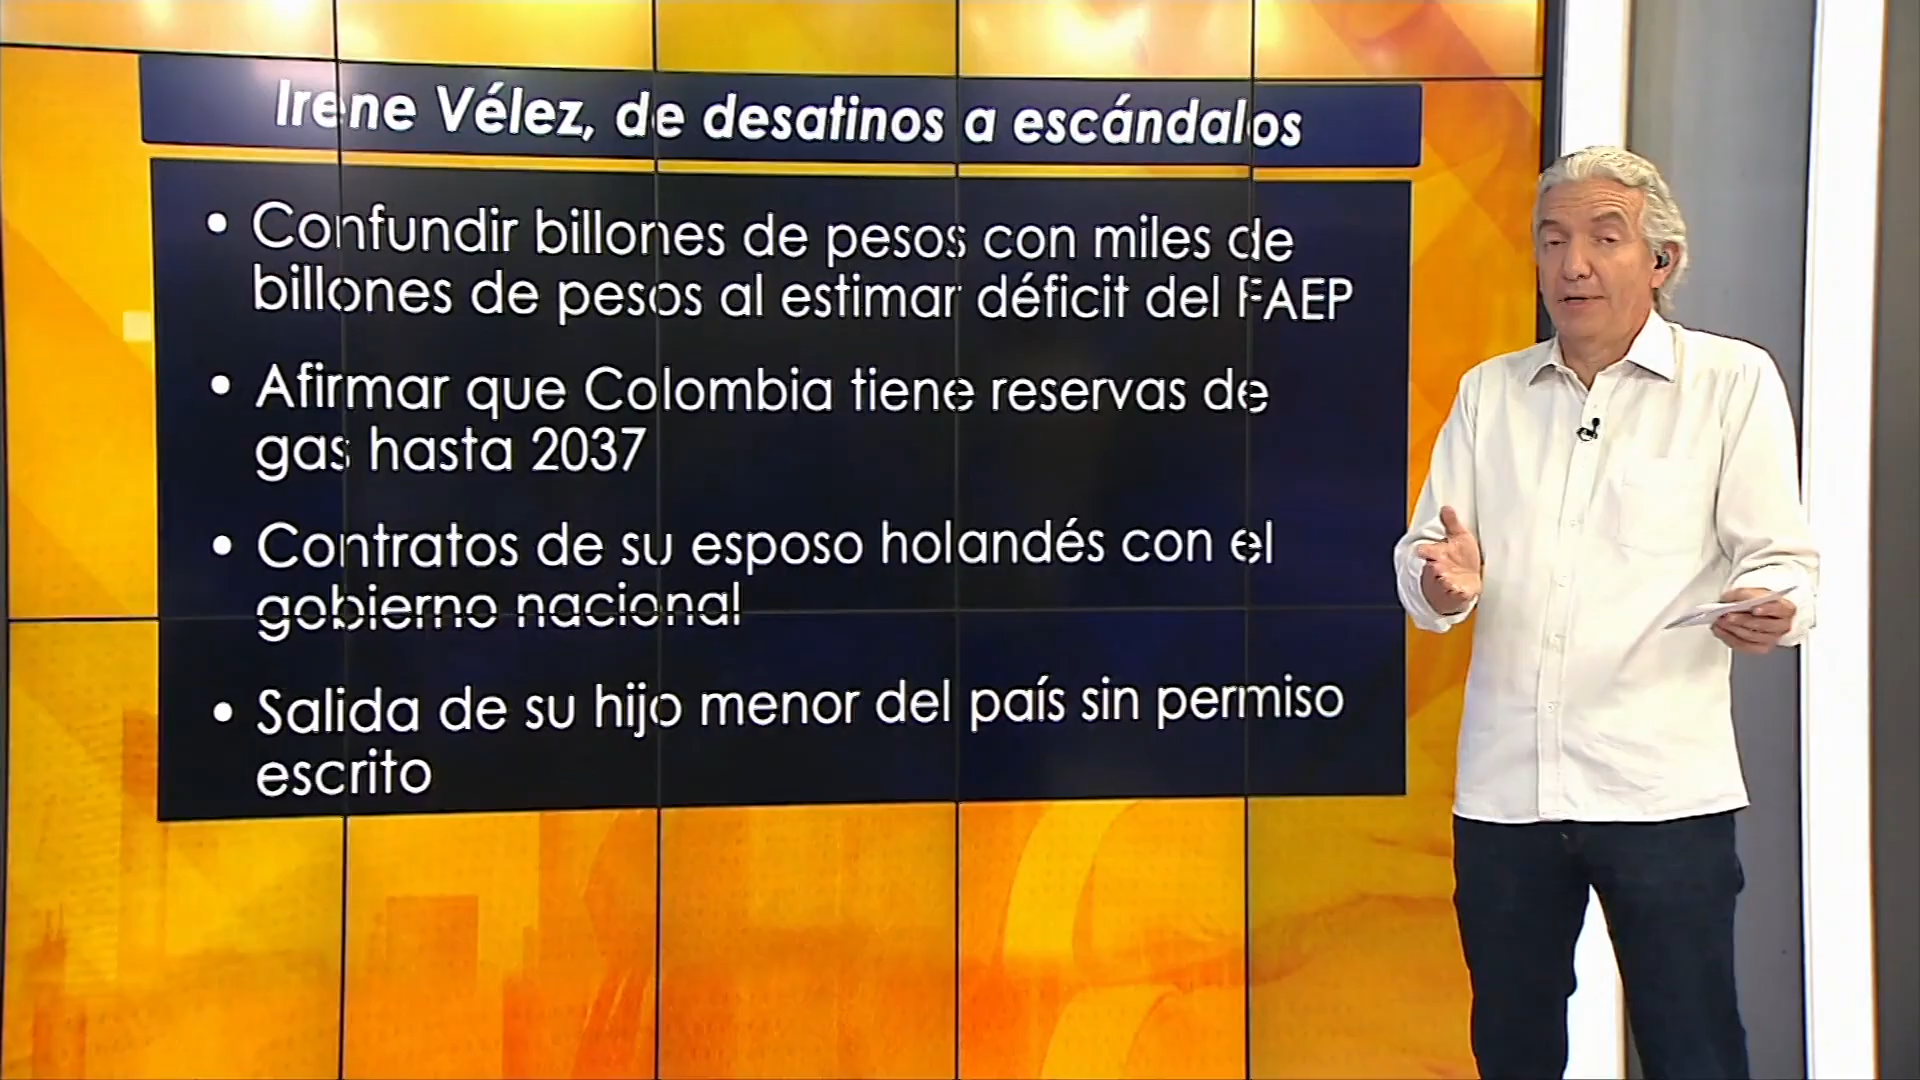 Irene Vélez, de desatinos a escándalos
• Confundir billones de pesos con miles de
billones de pesos al estimar déficit del FAEP
• Afirmar que Colombia tiene reservas de
gas hasta 2037
• Contratos de su esposo holandés con el
gobierno nacional
• Salida de su hijo menor del país sin permiso
escrito